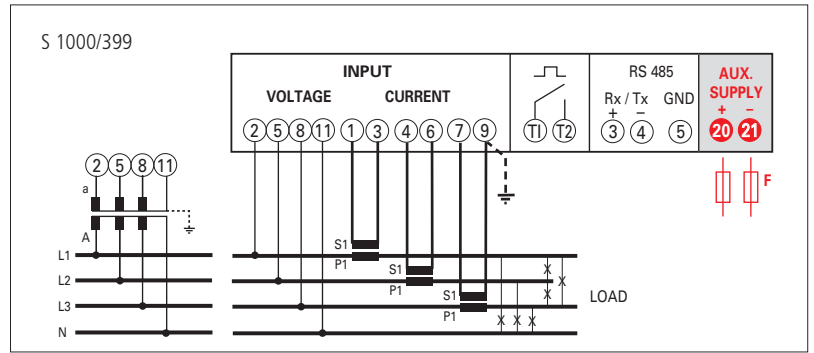 S 1000/399
INPUT
VOLTAGE CURRENT
2 5 8 11 1 3 4 6 7 9
T1 T2
RS 485
Rx / Tx GND
+ −
3 4 5
AUX.
SUPPLY
+ −
20 21
F
2 5 8 11
a
A
L1
L2
L3
N
S1
P1
S1
P1
S1
P1
X
X X
X
X X X
LOAD